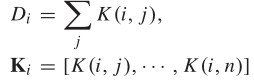 D_i = \sum_j K(i, j),
\mathbf{K}_i = [K(i, j), \cdots, K(i, n)]